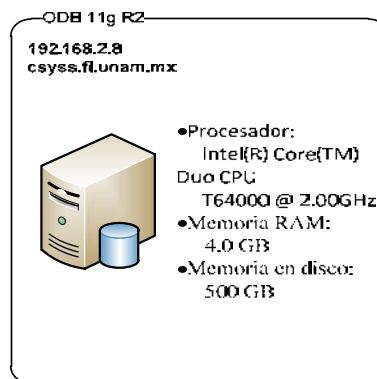 ODB 11g R2
192.168.2.8
csyss.fi.unam.mx
•Procesador:
Intel(R) Core(TM)
Duo CPU
T6400@ @ 2.00GHz
•Memoria RAM:
4.0 GB
•Memoria en disco:
500 GB